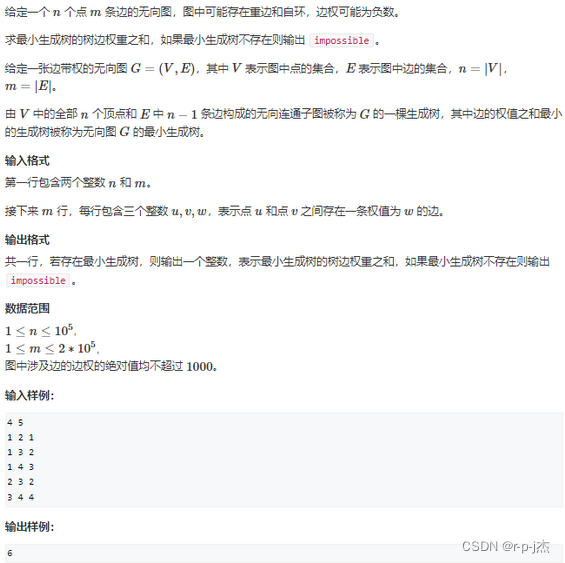 给定一个 n 个点 m 条边的无向图，图中可能存在重边和自环，边权可能为负数。
求最小生成树的树边权重之和，如果最小生成树不存在则输出 impossible 。
给定一张边带权的无向图 G = (V, E)，其中 V 表示图中点的集合，E 表示图中边的集合，n = |V|，
m = |E|。
由 V 中的全部 n 个顶点和 E 中 n − 1 条边构成的无向连通子图被称为 G 的一棵生成树，其中边的权值之和最小
的生成树被称为无向图 G 的最小生成树。
输入格式
第一行包含两个整数 n 和 m。
接下来 m 行，每行包含三个整数 u, v, w，表示点 u 和点 v 之间存在一条权值为 w 的边。
输出格式
共一行，若存在最小生成树，则输出一个整数，表示最小生成树的树边权重之和，如果最小生成树不存在则输出
impossible 。
数据范围
1 ≤ n ≤ 10⁵,
1 ≤ m ≤ 2 * 10⁵,
图中涉及边的边权的绝对值均不超过 1000。
输入样例：
4 5
1 2 1
1 3 2
1 4 3
2 3 2
3 4 4
输出样例：
6
CSDN @r-p-j杰